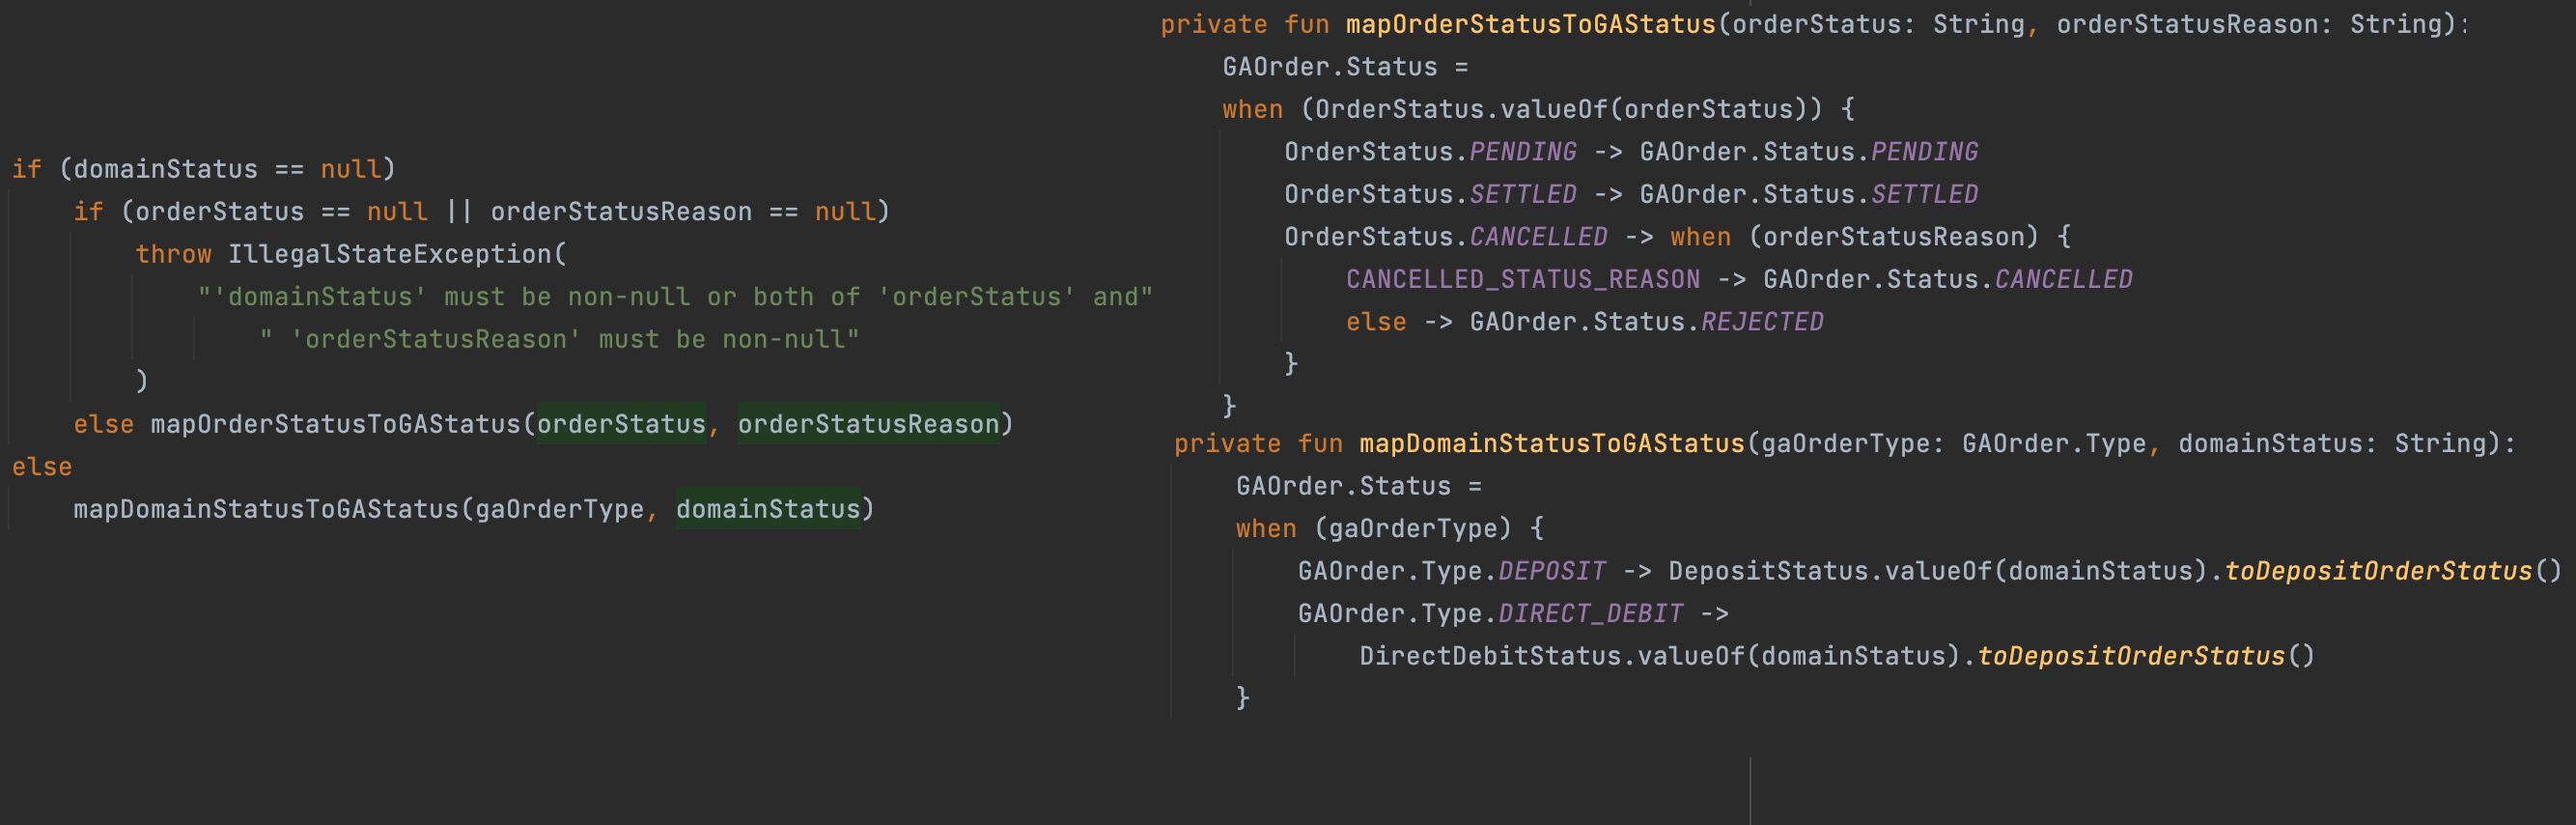 if (domainStatus == null)
if (orderStatus == null || orderStatusReason == null)
throw IllegalStateException(
"'domainStatus' must be non-null or both of 'orderStatus' and"
" 'orderStatusReason' must be non-null"
)
else mapOrderStatusToGAStatus(orderStatus, orderStatusReason)
else
mapDomainStatusToGAStatus(gaOrderType, domainStatus)
private fun mapOrderStatusToGAStatus(orderStatus: String, orderStatusReason: String):
GAOrder.Status =
when (OrderStatus.valueOf(orderStatus)) {
OrderStatus.PENDING -> GAOrder.Status.PENDING
OrderStatus.SETTLED -> GAOrder.Status.SETTLED
OrderStatus.CANCELLED -> when (orderStatusReason) {
CANCELLED_STATUS_REASON -> GAOrder.Status.CANCELLED
else -> GAOrder.Status.REJECTED
}
}
private fun mapDomainStatusToGAStatus(gaOrderType: GAOrder.Type, domainStatus: String):
GAOrder.Status =
when (gaOrderType) {
GAOrder.Type.DEPOSIT -> DepositStatus.valueOf(domainStatus).toDepositOrderStatus()
GAOrder.Type.DIRECT_DEBIT ->
DirectDebitStatus.valueOf(domainStatus).toDepositOrderStatus()
}